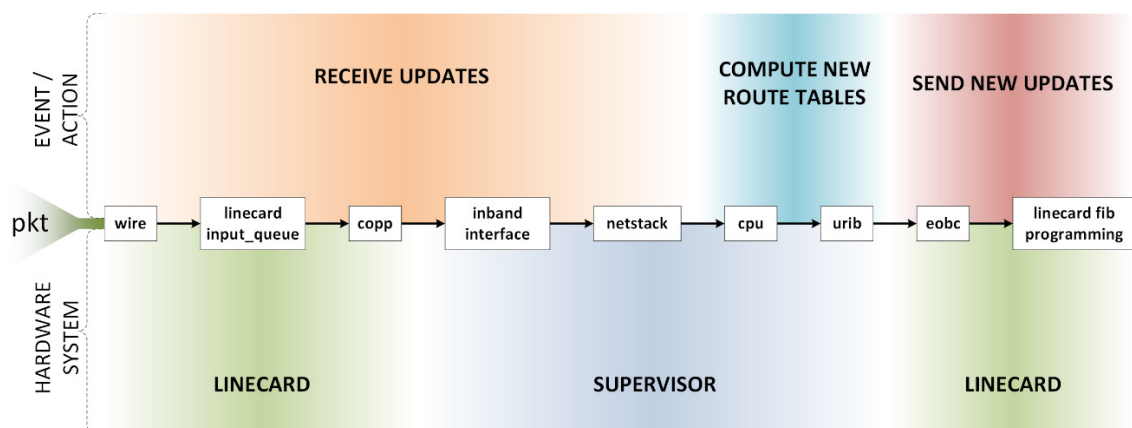 EVENT /
ACTION
RECEIVE UPDATES
COMPUTE NEW
ROUTE TABLES
SEND NEW UPDATES
pkt
wire
linecard
input_queue
copp
inband
interface
netstack
cpu
urib
eobc
linecard fib
programming
HARDWARE
SYSTEM
LINECARD
SUPERVISOR
LINECARD